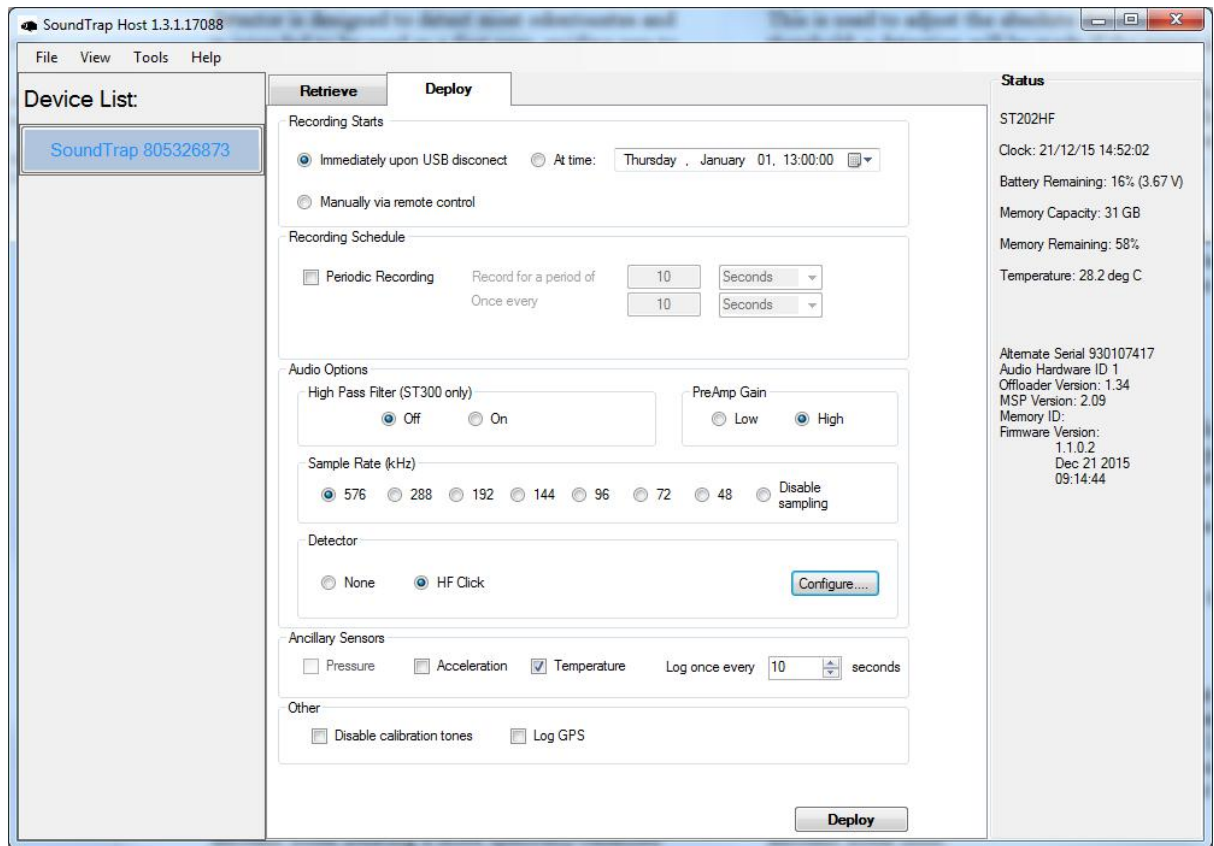 SoundTrap Host 1.3.1.17088
File View Tools Help
Device List:
SoundTrap 805326873
Retrieve Deploy
Recording Starts
Immediately upon USB disconect At time: Thursday , January 01, 13:00:00
Manually via remote control
Recording Schedule
Periodic Recording Record for a period of 10 Seconds
Once every 10 Seconds
Audio Options
High Pass Filter (ST300 only)
Off On
PreAmp Gain
Low High
Sample Rate (kHz)
576 288 192 144 96 72 48 Disable
sampling
Detector
None HF Click Configure....
Ancillary Sensors
Pressure Acceleration Temperature Log once every 10 seconds
Other
Disable calibration tones Log GPS
Deploy
Status
ST202HF
Clock: 21/12/15 14:52:02
Battery Remaining: 16% (3.67 V)
Memory Capacity: 31 GB
Memory Remaining: 58%
Temperature: 28.2 deg C
Alternate Serial 930107417
Audio Hardware ID 1
Offloader Version: 1.34
MSP Version: 2.09
Memory ID:
Firmware Version:
1.1.0.2
Dec 21 2015
09:14:44